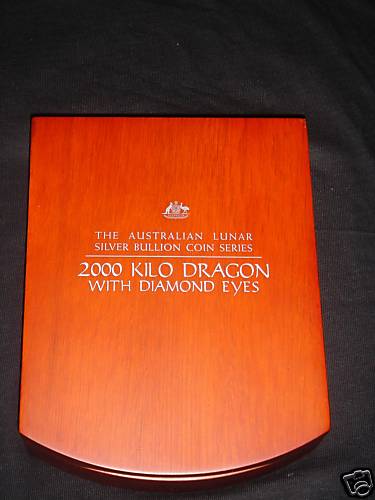 THE AUSTRALIAN LUNAR
SILVER BULLION COIN SERIES
2000 KILO DRAGON
WITH DIAMOND EYES